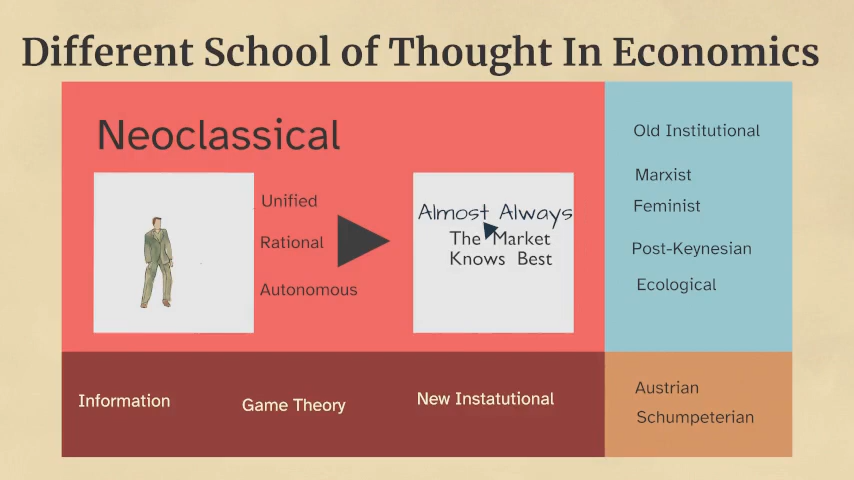 Different School of Thought In Economics
Neoclassical
Unified
Rational
Autonomous
Almost Always
The Market
Knows Best
Old Institutional
Marxist
Feminist
Post-Keynesian
Ecological
Information
Game Theory
New Instatutional
Austrian
Schumpeterian